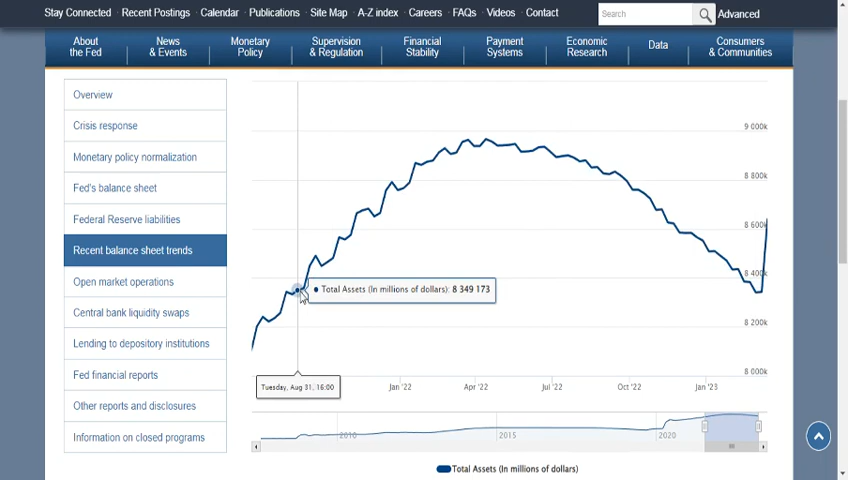 Stay Connected Recent Postings Calendar Publications Site Map A-Z index Careers FAQs Videos Contact Search Advanced
About the Fed
News & Events
Monetary Policy
Supervision & Regulation
Financial Stability
Payment Systems
Economic Research
Data
Consumers & Communities
Overview
Crisis response
Monetary policy normalization
Fed's balance sheet
Federal Reserve liabilities
Recent balance sheet trends
Open market operations
Central bank liquidity swaps
Lending to depository institutions
Fed financial reports
Other reports and disclosures
Information on closed programs
9 000k
8 800k
8 600k
8 400k
8 200k
8 000k
Total Assets (In millions of dollars): 8 349 173
Tuesday, Aug 31, 16:00
Jan '22 Apr '22 Jul '22 Oct '22 Jan '23
2010 2015 2020
Total Assets (In millions of dollars)